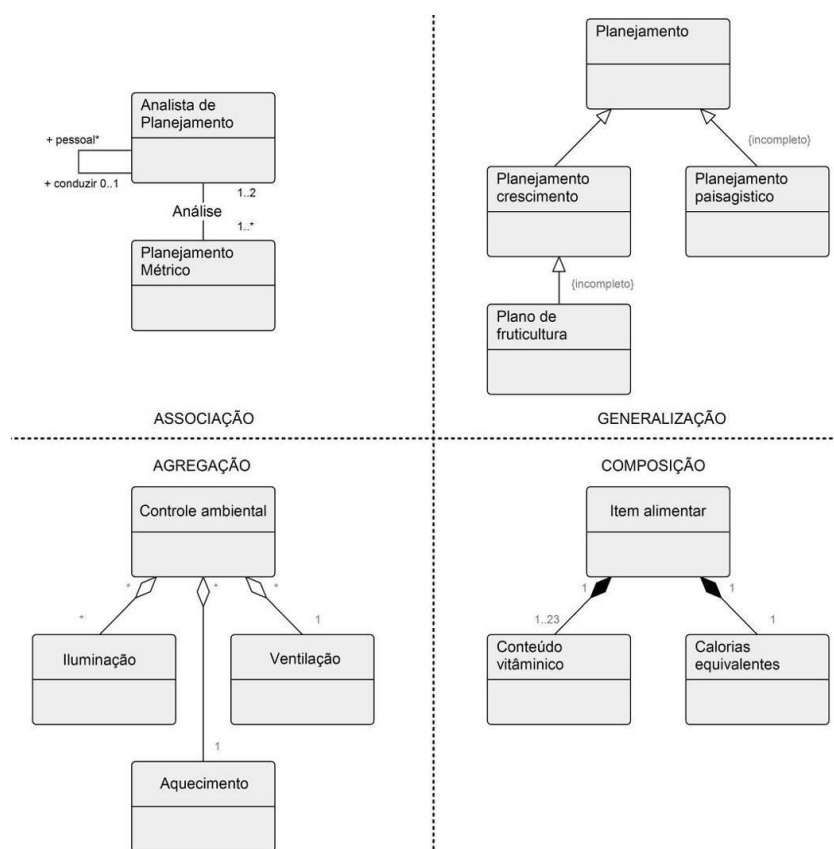 Analista de
Planejamento
+ pessoal*
+ conduzir 0..1
1..2
Análise
1..*
Planejamento
Métrico
ASSOCIAÇÃO
Planejamento
{incompleto}
Planejamento
crescimento
Planejamento
paisagistico
{incompleto}
Plano de
fruticultura
GENERALIZAÇÃO
AGREGAÇÃO
Controle ambiental
* * *
*
1
Iluminação
Ventilação
1
Aquecimento
COMPOSIÇÃO
Item alimentar
1 1
1..23
1
Conteúdo
vitâminico
Calorias
equivalentes